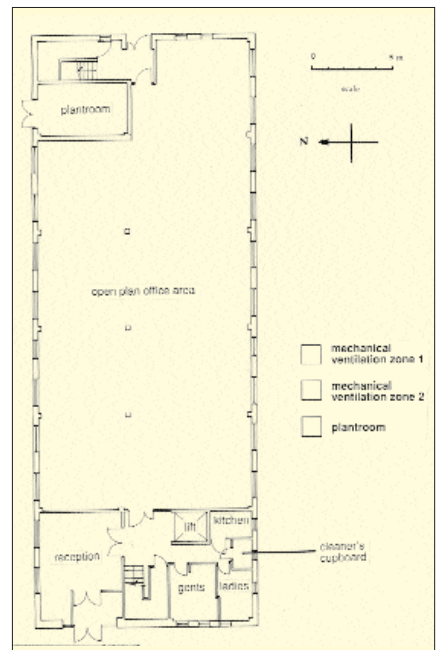 0 5 m
scale
N
plantroom
open plan office area
mechanical
ventilation zone 1
mechanical
ventilation zone 2
plantroom
lift
kitchen
cleaner's
cupboard
reception
gents
ladies